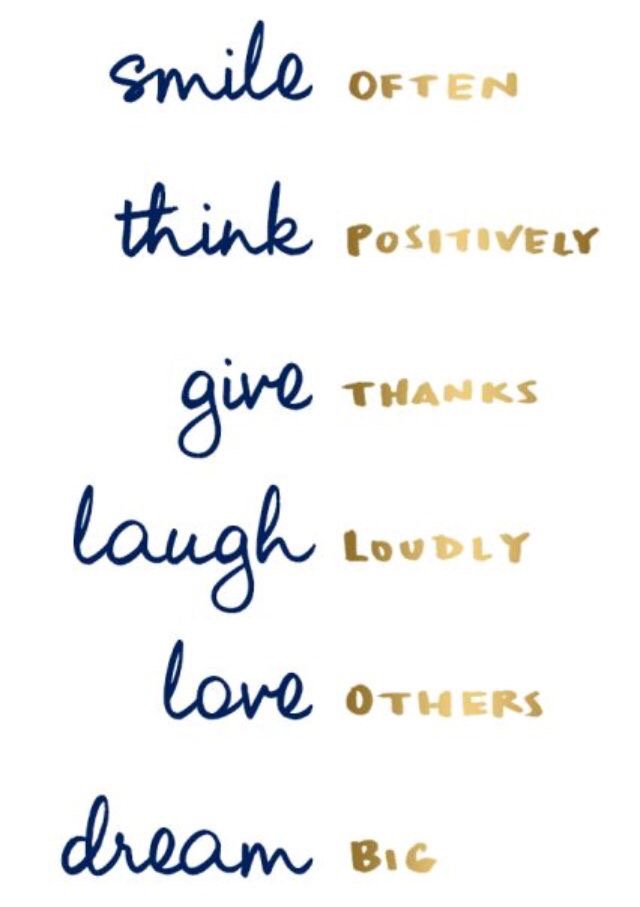 smile OFTEN
think POSITIVELY
give THANKS
laugh LOUDLY
love OTHERS
dream BIG